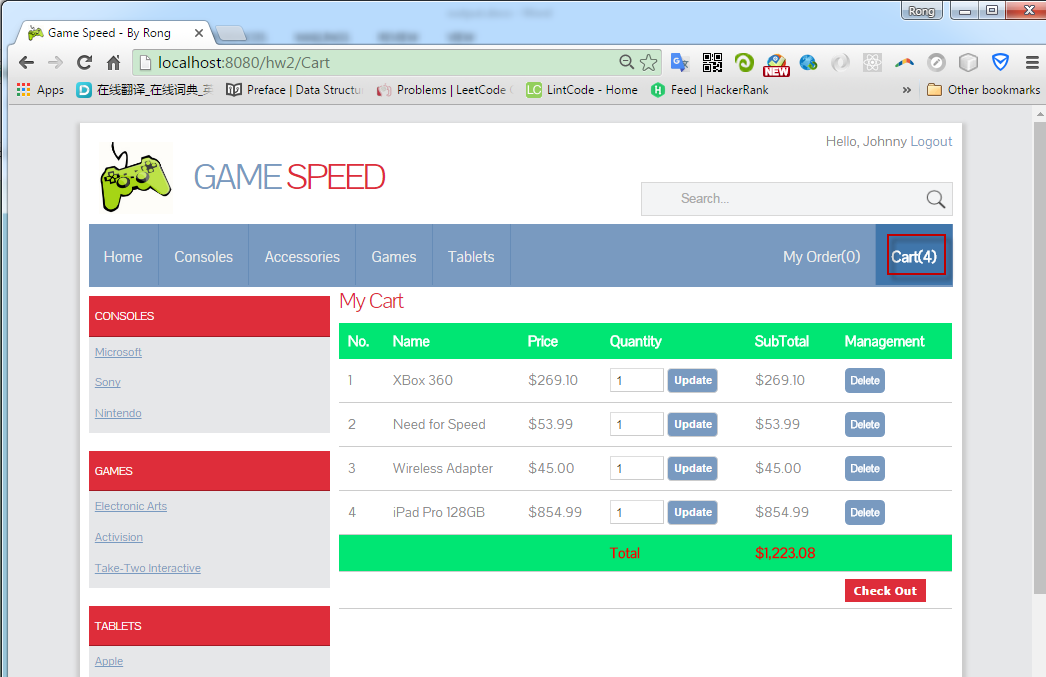 Rong
Game Speed - By Rong
localhost:8080/hw2/Cart
NEW
Apps
在线翻译_在线词典_
Preface | Data Structu
Problems | LeetCode
LC LintCode - Home
Feed | HackerRank
»
Other bookmarks
Hello, Johnny Logout
GAME SPEED
Search...
Home Consoles Accessories Games Tablets My Order(0) Cart(4)
My Cart
CONSOLES
Microsoft
Sony
Nintendo
GAMES
Electronic Arts
Activision
Take-Two Interactive
TABLETS
Apple
No. Name Price Quantity SubTotal Management
1 XBox 360 $269.10 1 Update $269.10 Delete
2 Need for Speed $53.99 1 Update $53.99 Delete
3 Wireless Adapter $45.00 1 Update $45.00 Delete
4 iPad Pro 128GB $854.99 1 Update $854.99 Delete
Total $1,223.08
Check Out